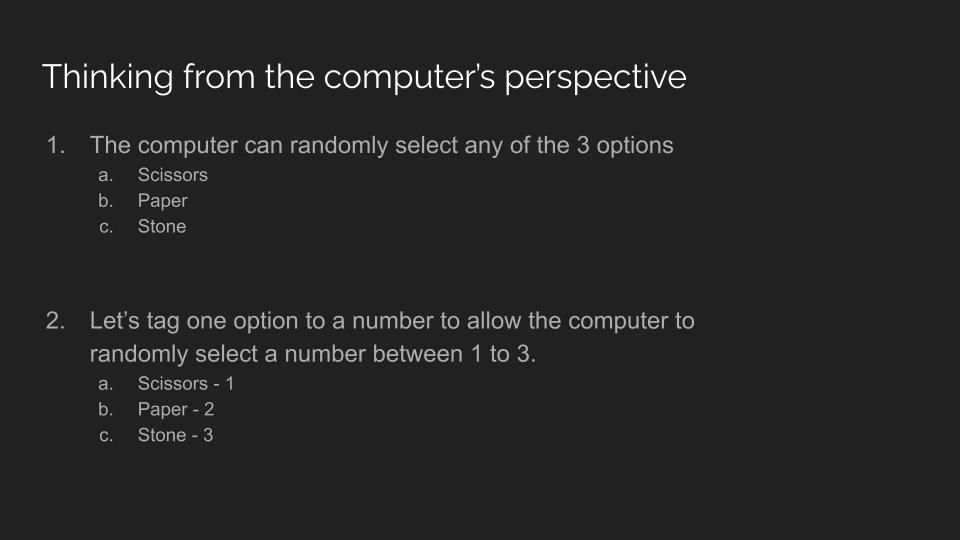 Thinking from the computer’s perspective
1. The computer can randomly select any of the 3 options
a. Scissors
b. Paper
c. Stone
2. Let’s tag one option to a number to allow the computer to
randomly select a number between 1 to 3.
a. Scissors - 1
b. Paper - 2
c. Stone - 3